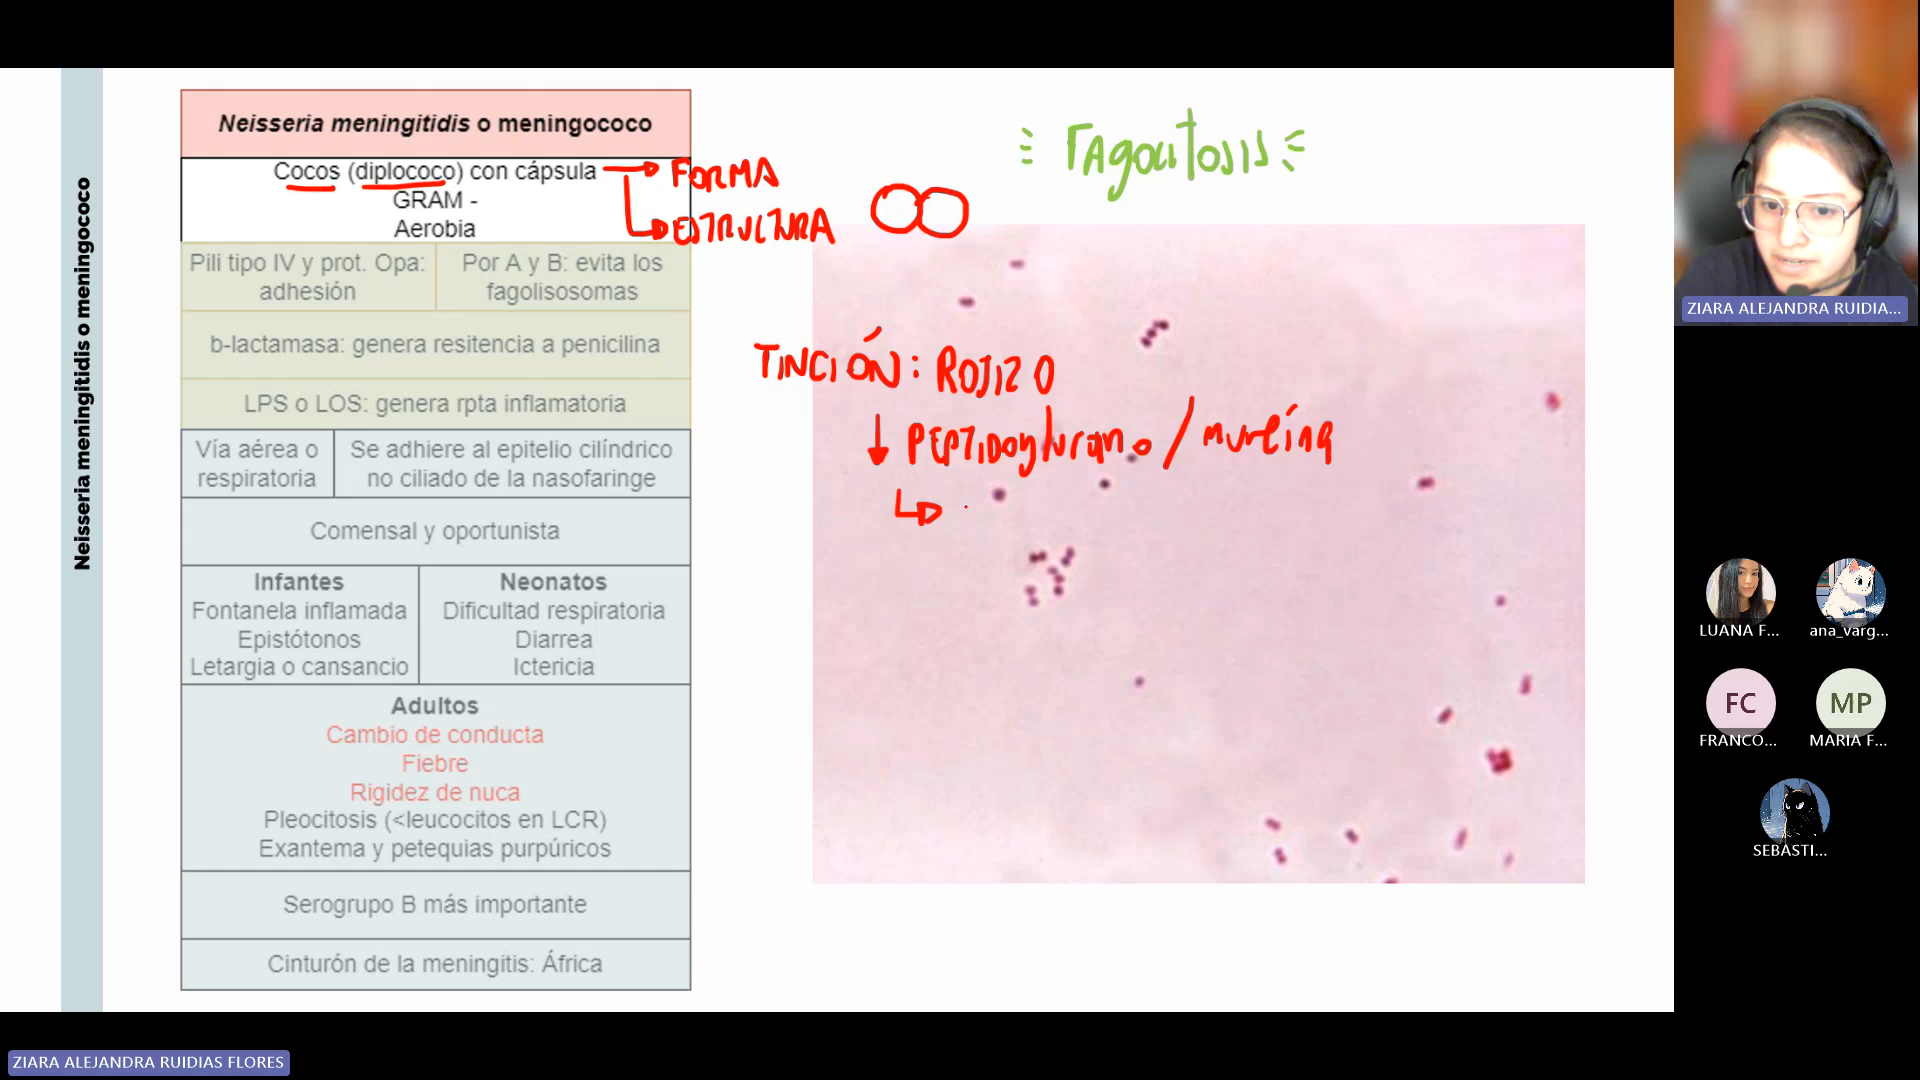 Neisseria meningitidis o meningococo
Neisseria meningitidis o meningococo
Cocos (diplococo) con cápsula
GRAM -
Aerobia
FORMA
ESTRUCTURA
Fagocitosis
Pili tipo IV y prot. Opa:
adhesión
Por A y B: evita los
fagolisosomas
b-lactamasa: genera resitencia a penicilina
LPS o LOS: genera rpta inflamatoria
TINCIÓN: ROJIZO
PEPTIDOglucano / mureína
Vía aérea o
respiratoria
Se adhiere al epitelio cilíndrico
no ciliado de la nasofaringe
Comensal y oportunista
Infantes
Fontanela inflamada
Epistótonos
Letargia o cansancio
Neonatos
Dificultad respiratoria
Diarrea
Ictericia
Adultos
Cambio de conducta
Fiebre
Rigidez de nuca
Pleocitosis (<leucocitos en LCR)
Exantema y petequias purpúricos
Serogrupo B más importante
Cinturón de la meningitis: África
ZIARA ALEJANDRA RUIDIA...
LUANA F...
ana_varg...
FC
FRANCO...
MP
MARIA F...
SEBASTI...
ZIARA ALEJANDRA RUIDIAS FLORES